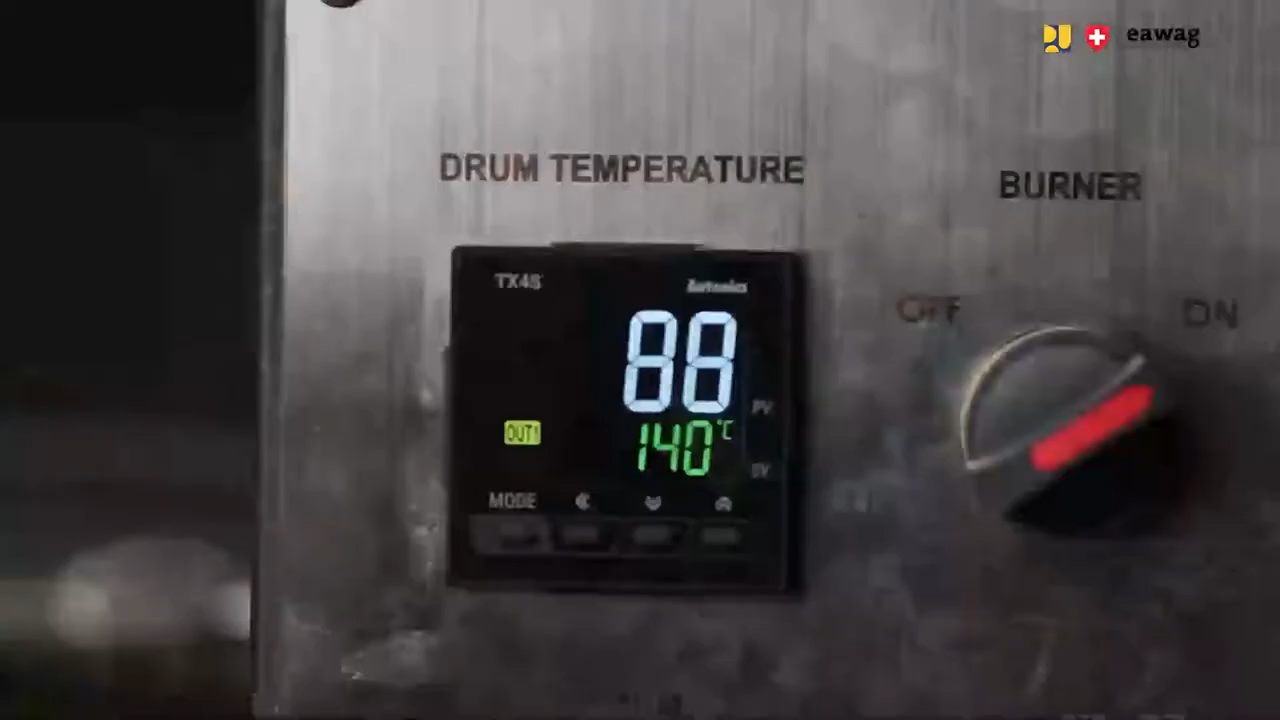 eawag
DRUM TEMPERATURE
BURNER
TX4S
Autonics
OFF
ON
88
PV
OUT1
140°C
SV
MODE